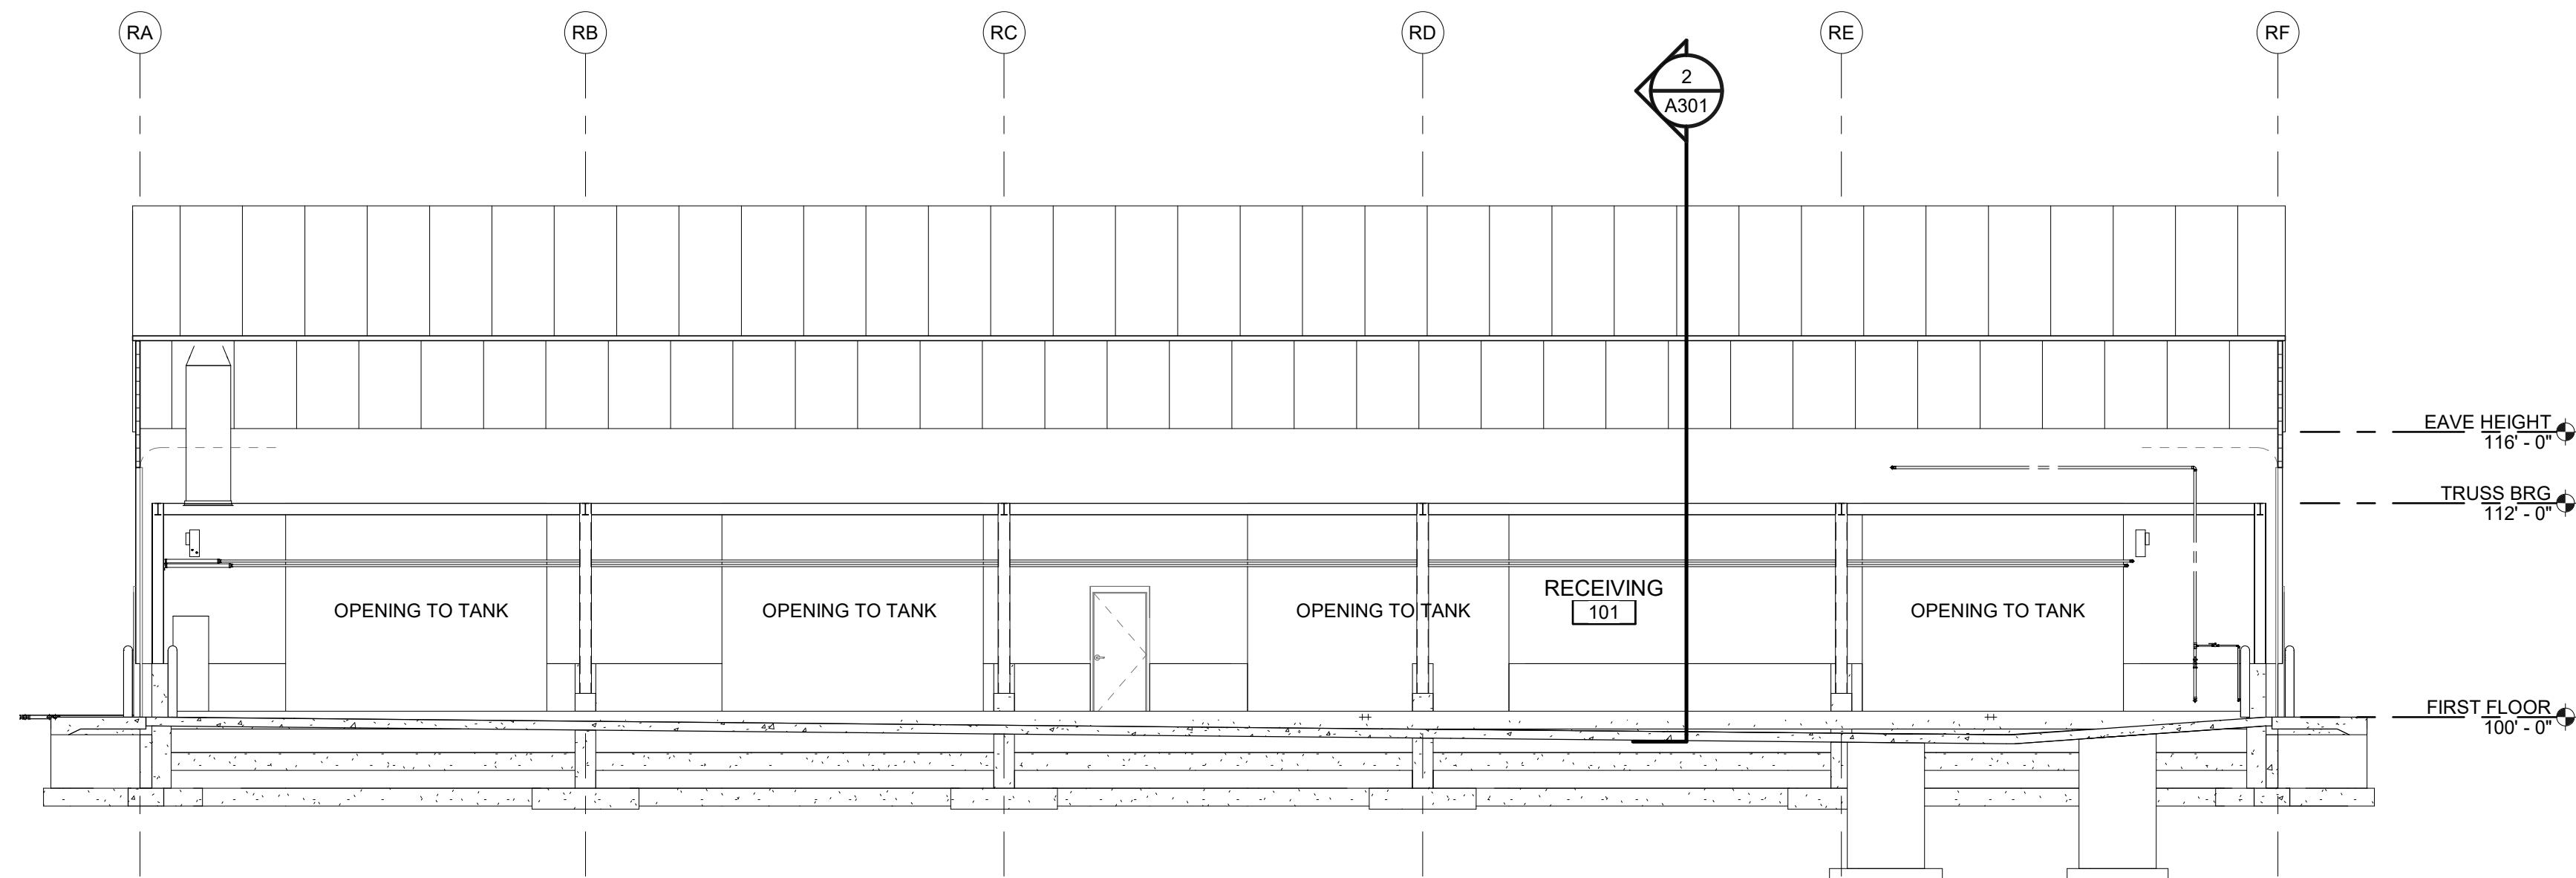 RA
RB
RC
RD
RE
RF
2
A301
EAVE HEIGHT
116' - 0"
TRUSS BRG
112' - 0"
RECEIVING
101
OPENING TO TANK
OPENING TO TANK
OPENING TO TANK
OPENING TO TANK
FIRST FLOOR
100' - 0"